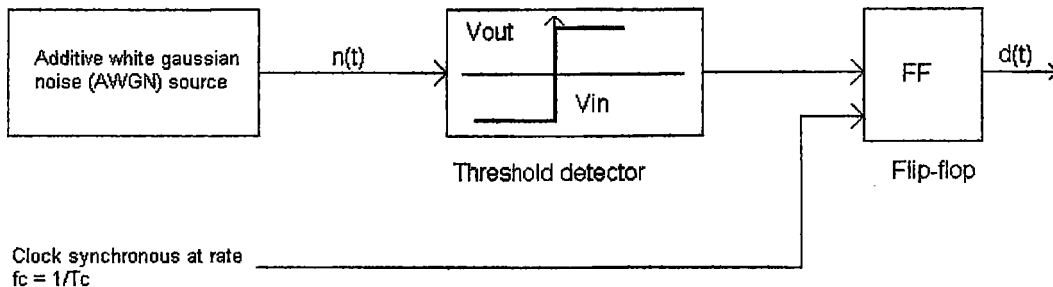 Additive white gaussian
noise (AWGN) source
n(t)
Vout
Vin
Threshold detector
FF
d(t)
Flip-flop
Clock synchronous at rate
fc = 1/Tc